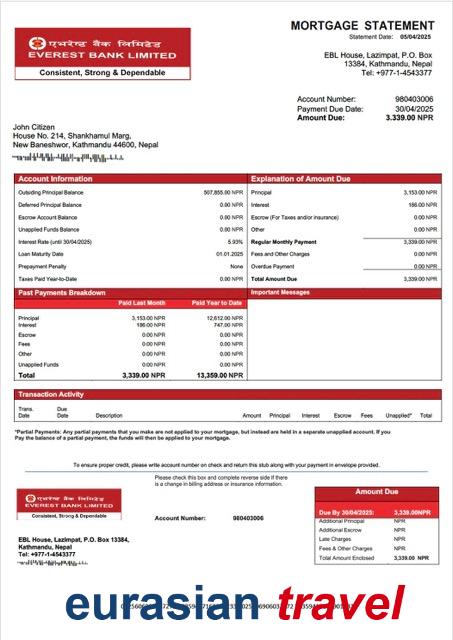 एभरेष्ट बैंक लिमिटेड
EVEREST BANK LIMITED
Consistent, Strong & Dependable
MORTGAGE STATEMENT
Statement Date: 05/04/2025
EBL House, Lazimpat, P.O. Box
13384, Kathmandu, Nepal
Tel: +977-1-4543377
Account Number: 980403006
Payment Due Date: 30/04/2025
Amount Due: 3.339.00 NPR
John Citizen
House No. 214, Shankhamul Marg,
New Baneshwor, Kathmandu 44600, Nepal
Account Information
Outsiding Principal Balance 507,855.00 NPR
Deferred Principal Balance 0.00 NPR
Escrow Account Balance 0.00 NPR
Unapplied Funds Balance 0.00 NPR
Interest Rate (until 30/04/2025) 5.93%
Loan Maturity Date 01.01.2025
Prepayment Penalty None
Taxes Paid Year-to-Date 0.00 NPR
Explanation of Amount Due
Principal 3,153.00 NPR
Interest 186.00 NPR
Escrow (For Taxes and/or insurance) 0.00 NPR
Other 0.00 NPR
Regular Monthly Payment 3,339.00 NPR
Fees and Other Charges 0.00 NPR
Overdue Payment 0.00 NPR
Total Amount Due 3,339.00 NPR
Past Payments Breakdown
Paid Last Month Paid Year to Date
Principal 3,153.00 NPR 12,612.00 NPR
Interest 186.00 NPR 747,00 NPR
Escrow 0.00 NPR 0.00 NPR
Fees 0.00 NPR 0.00 NPR
Other 0.00 NPR 0.00 NPR
Unapplied Funds 0.00 NPR 0.00 NPR
Total 3,339.00 NPR 13,359.00 NPR
Important Messages
Transaction Activity
Trans. Date Due Date Description Amount Principal Interest Escrow Fees Unapplied* Total
*Partial Payments: Any partial payments that you make are not applied to your mortgage, but instead are held in a separate unapplied account. If you
Pay the balance of a partial payment, the funds will then be applied to your mortgage.
To ensure proper credit, please write account number on check and return this stub along with your payment in envelope provided.
एभरेष्ट बैंक लिमिटेड
EVEREST BANK LIMITED
Consistent, Strong & Dependable
Please check this box and complete reverse side if there
is a change in billing address or insurance information.
Account Number: 980403006
EBL House, Lazimpat, P.O. Box 13384,
Kathmandu, Nepal
Tel: +977-1-4543377
Amount Due
Due By 30/04/2025: 3,339.00NPR
Additional Principal NPR
Additional Escrow NPR
Late Charges NPR
Fees & Other Charges NPR
Total Amount Enclosed 3,339.00 NPR
eurasian travel